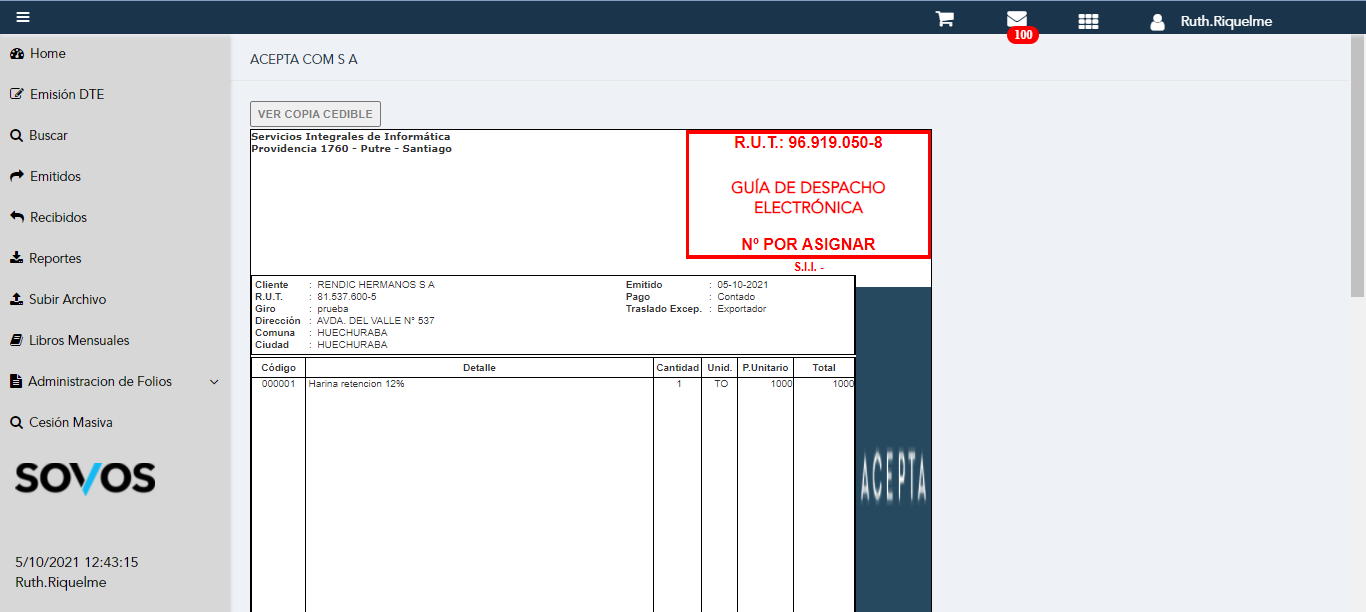 Ruth.Riquelme
100
Home
Emisión DTE
Buscar
Emitidos
Recibidos
Reportes
Subir Archivo
Libros Mensuales
Administracion de Folios
Cesión Masiva
SOVOS
5/10/2021 12:43:15
Ruth.Riquelme
ACEPTA COM S A
VER COPIA CEDIBLE
Servicios Integrales de Informática
Providencia 1760 - Putre - Santiago
R.U.T.: 96.919.050-8
GUÍA DE DESPACHO
ELECTRÓNICA
Nº POR ASIGNAR
S.I.I. -
Cliente : RENDIC HERMANOS S A Emitido : 05-10-2021
R.U.T. : 81.537.600-5 Pago : Contado
Giro : prueba Traslado Excep. : Exportador
Dirección : AVDA. DEL VALLE N° 537
Comuna : HUECHURABA
Ciudad : HUECHURABA
Código Detalle Cantidad Unid. P.Unitario Total
000001 Harina retencion 12% 1 TO 1000 1000
ACEPTA